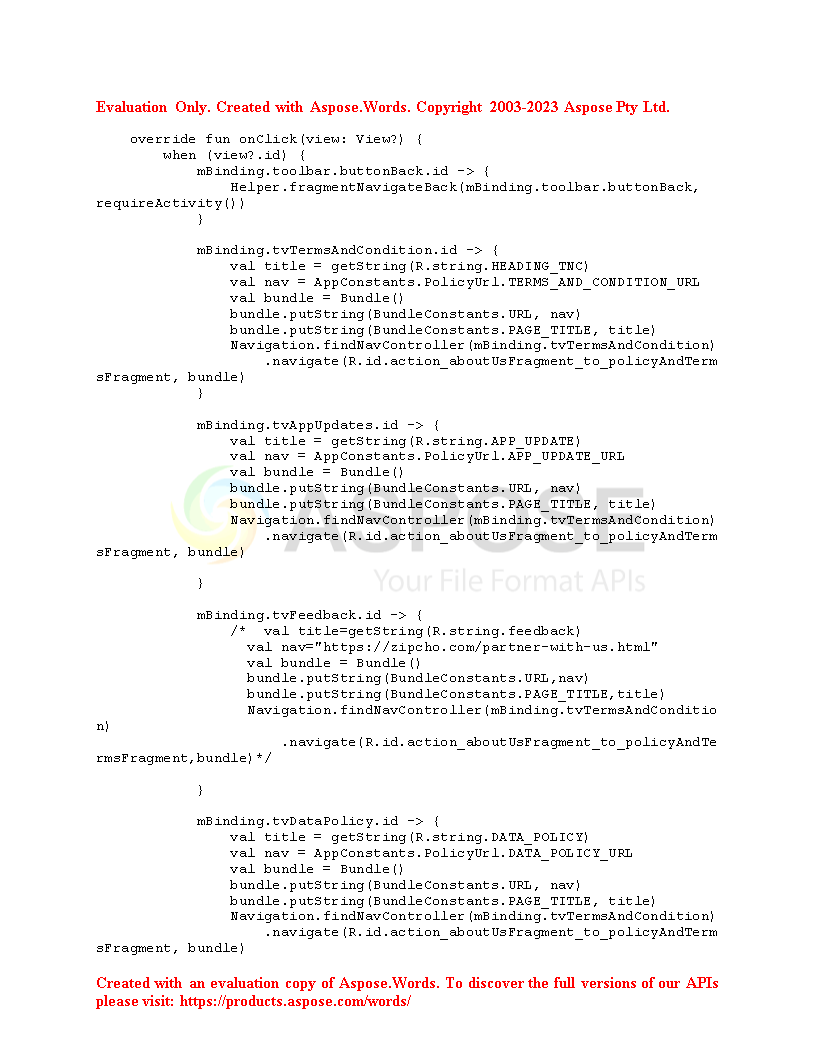 Evaluation Only. Created with Aspose.Words. Copyright 2003-2023 Aspose Pty Ltd.
    override fun onClick(view: View?) {
        when (view?.id) {
            mBinding.toolbar.buttonBack.id -> {
                Helper.fragmentNavigateBack(mBinding.toolbar.buttonBack,
requireActivity())
            }
            mBinding.tvTermsAndCondition.id -> {
                val title = getString(R.string.HEADING_TNC)
                val nav = AppConstants.PolicyUrl.TERMS_AND_CONDITION_URL
                val bundle = Bundle()
                bundle.putString(BundleConstants.URL, nav)
                bundle.putString(BundleConstants.PAGE_TITLE, title)
                Navigation.findNavController(mBinding.tvTermsAndCondition)
                    .navigate(R.id.action_aboutUsFragment_to_policyAndTerm
sFragment, bundle)
            }
            mBinding.tvAppUpdates.id -> {
                val title = getString(R.string.APP_UPDATE)
                val nav = AppConstants.PolicyUrl.APP_UPDATE_URL
                val bundle = Bundle()
                bundle.putString(BundleConstants.URL, nav)
                bundle.putString(BundleConstants.PAGE_TITLE, title)
                Navigation.findNavController(mBinding.tvTermsAndCondition)
                    .navigate(R.id.action_aboutUsFragment_to_policyAndTerm
sFragment, bundle)
ASPOSE
Your File Format APIs
            }
            mBinding.tvFeedback.id -> {
                /*  val title=getString(R.string.feedback)
                  val nav="https://zipcho.com/partner-with-us.html"
                  val bundle = Bundle()
                  bundle.putString(BundleConstants.URL,nav)
                  bundle.putString(BundleConstants.PAGE_TITLE,title)
                  Navigation.findNavController(mBinding.tvTermsAndConditio
n)
                      .navigate(R.id.action_aboutUsFragment_to_policyAndTe
rmsFragment,bundle)*/
            }
            mBinding.tvDataPolicy.id -> {
                val title = getString(R.string.DATA_POLICY)
                val nav = AppConstants.PolicyUrl.DATA_POLICY_URL
                val bundle = Bundle()
                bundle.putString(BundleConstants.URL, nav)
                bundle.putString(BundleConstants.PAGE_TITLE, title)
                Navigation.findNavController(mBinding.tvTermsAndCondition)
                    .navigate(R.id.action_aboutUsFragment_to_policyAndTerm
sFragment, bundle)
Created with an evaluation copy of Aspose.Words. To discover the full versions of our APIs
please visit: https://products.aspose.com/words/